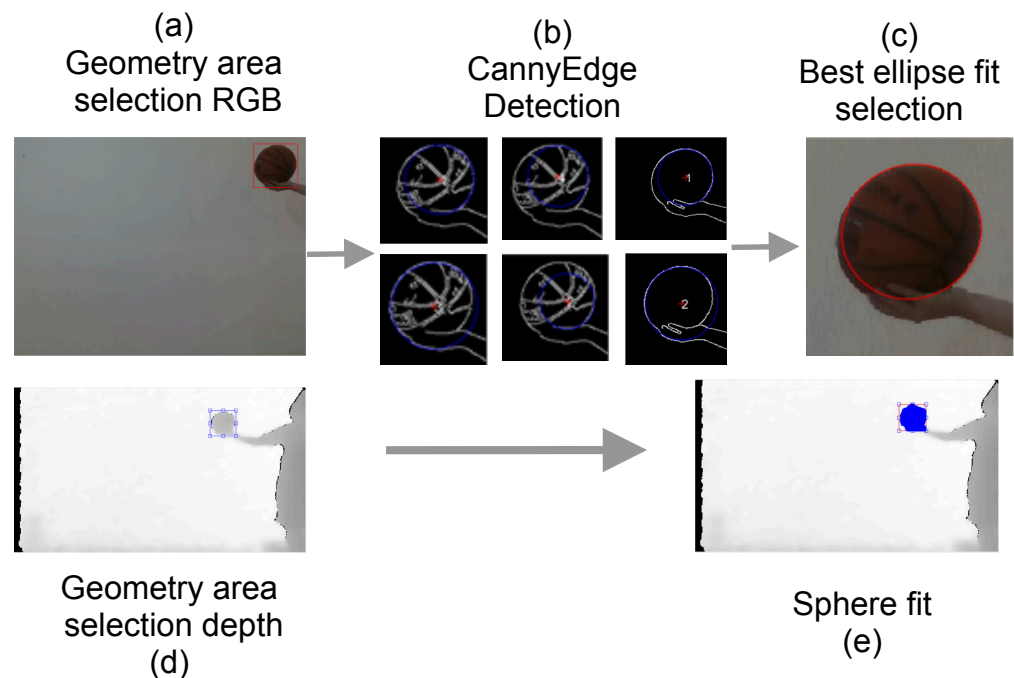 (a)
Geometry area
selection RGB
(b)
CannyEdge
Detection
(c)
Best ellipse fit
selection
1
2
Geometry area
selection depth
(d)
Sphere fit
(e)